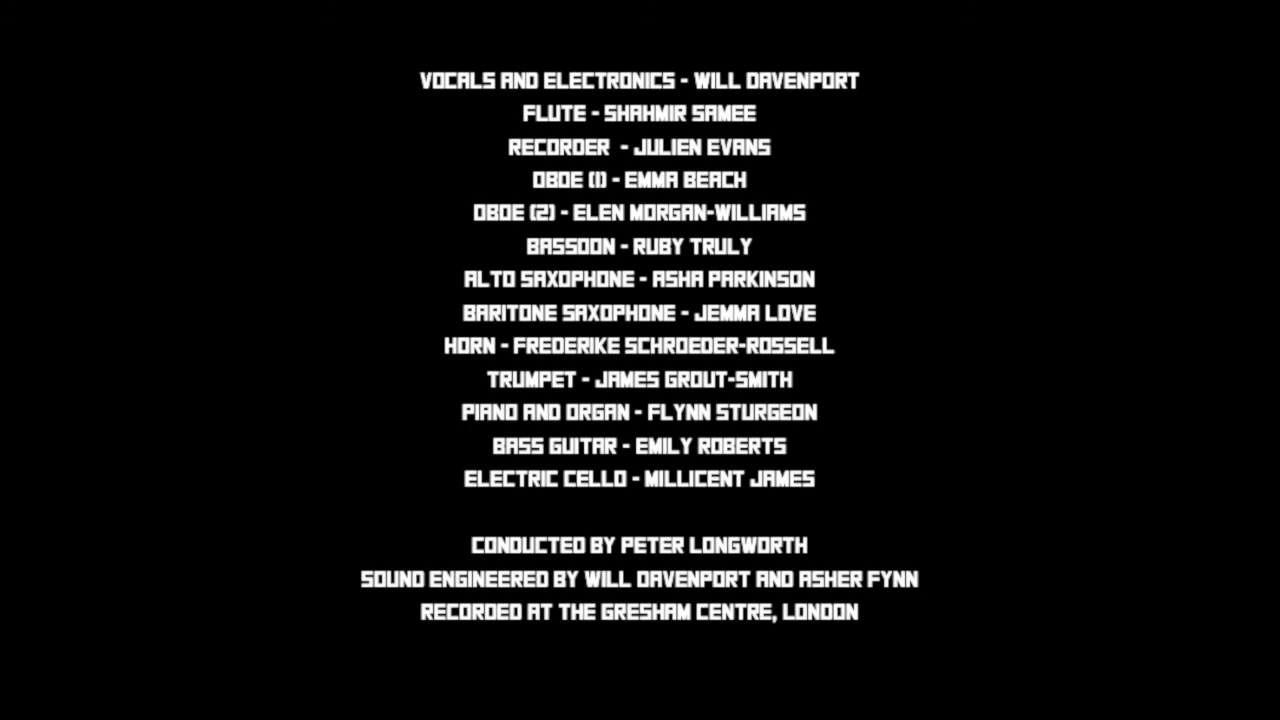 VOCALS AND ELECTRONICS - WILL DAVENPORT
FLUTE - SHAHMIR SAMEE
RECORDER - JULIEN EVANS
OBOE (1) - EMMA BEACH
OBOE (2) - ELEN MORGAN-WILLIAMS
BASSOON - RUBY TRULY
ALTO SAXOPHONE - ASHA PARKINSON
BARITONE SAXOPHONE - JEMMA LOVE
HORN - FREDERIKE SCHROEDER-ROSSELL
TRUMPET - JAMES GROUT-SMITH
PIANO AND ORGAN - FLYNN STURGEON
BASS GUITAR - EMILY ROBERTS
ELECTRIC CELLO - MILLICENT JAMES
CONDUCTED BY PETER LONGWORTH
SOUND ENGINEERED BY WILL DAVENPORT AND ASHER FYNN
RECORDED AT THE GRESHAM CENTRE, LONDON